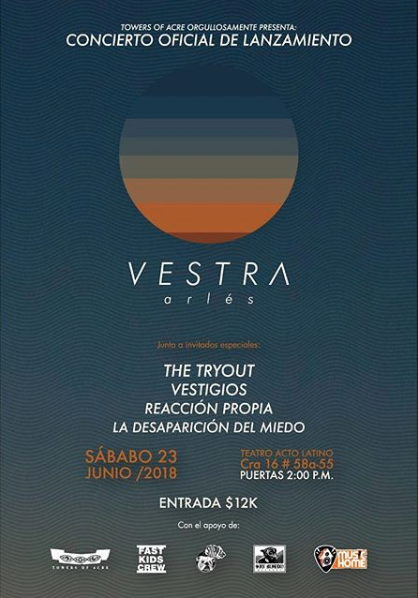 TOWERS OF ACRE ORGULLOSAMENTE PRESENTA:
CONCIERTO OFICIAL DE LANZAMIENTO
VESTRA
arlés
Junto a invitados especiales:
THE TRYOUT
VESTIGIOS
REACCIÓN PROPIA
LA DESAPARICIÓN DEL MIEDO
SÁBADO 23
JUNIO /2018
TEATRO ACTO LATINO
Cra 16 # 58a-55
PUERTAS 2:00 P.M.
ENTRADA $12K
Con el apoyo de:
TOWERS OF ACRE
FAST
KIDS
CREW
MUSIC
HOME